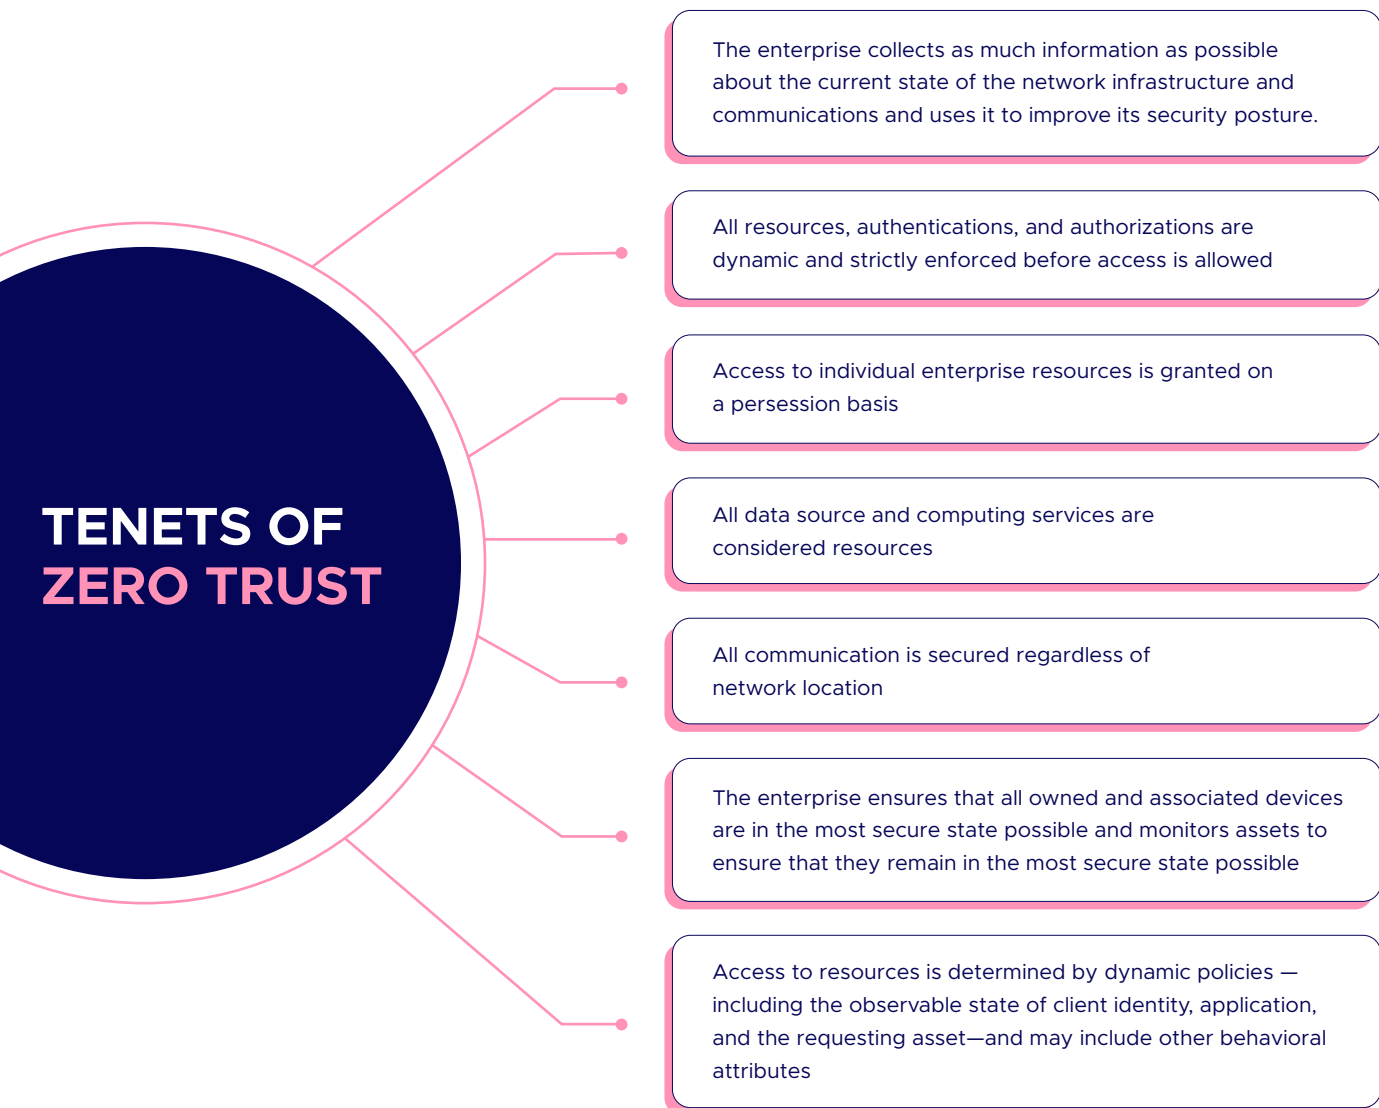 TENETS OF
ZERO TRUST
The enterprise collects as much information as possible
about the current state of the network infrastructure and
communications and uses it to improve its security posture.
All resources, authentications, and authorizations are
dynamic and strictly enforced before access is allowed
Access to individual enterprise resources is granted on
a persession basis
All data source and computing services are
considered resources
All communication is secured regardless of
network location
The enterprise ensures that all owned and associated devices
are in the most secure state possible and monitors assets to
ensure that they remain in the most secure state possible
Access to resources is determined by dynamic policies —
including the observable state of client identity, application,
and the requesting asset—and may include other behavioral
attributes